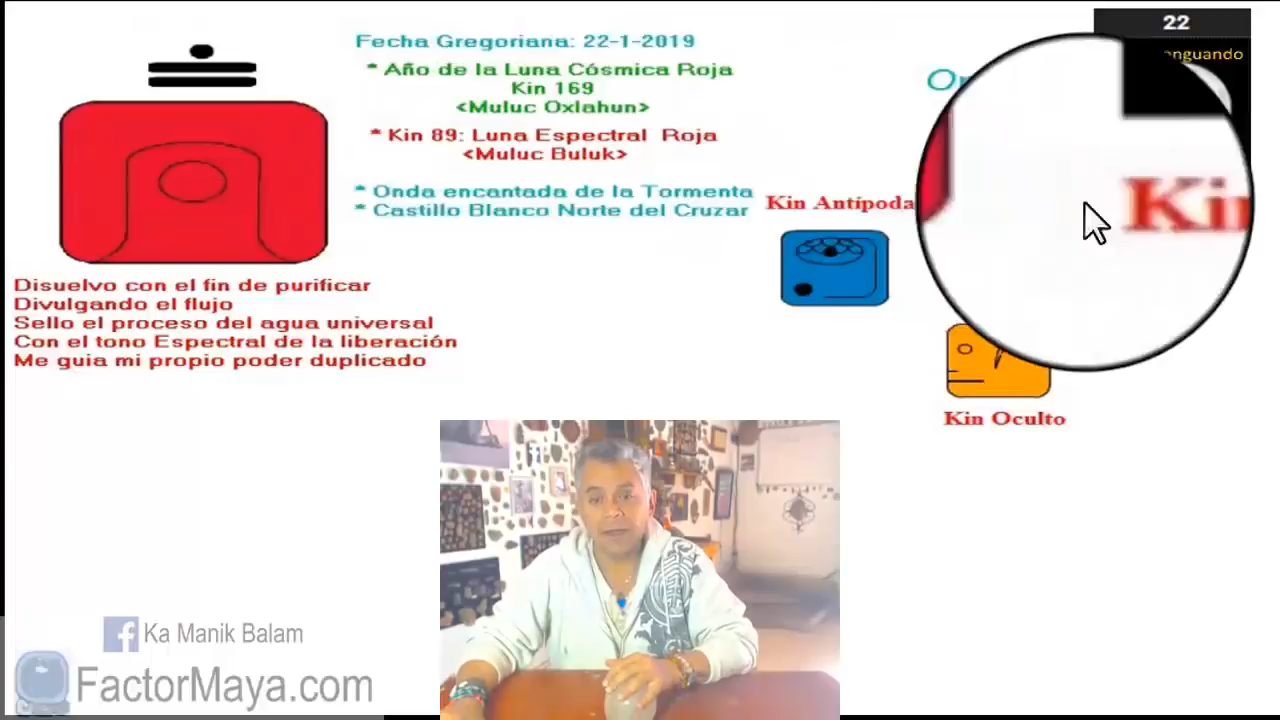 22
Fecha Gregoriana: 22-1-2019
* Año de la Luna Cósmica Roja
Kin 169
<Muluc Oxlahun>
* Kin 89: Luna Espectral Roja
<Muluc Buluk>
* Onda encantada de la Tormenta
* Castillo Blanco Norte del Cruzar
Kin Antípoda
Disuelvo con el fin de purificar
Divulgando el flujo
Sello el proceso del agua universal
Con el tono Espectral de la liberación
Me guia mi propio poder duplicado
Kin Oculto
Ka Manik Balam
FactorMaya.com